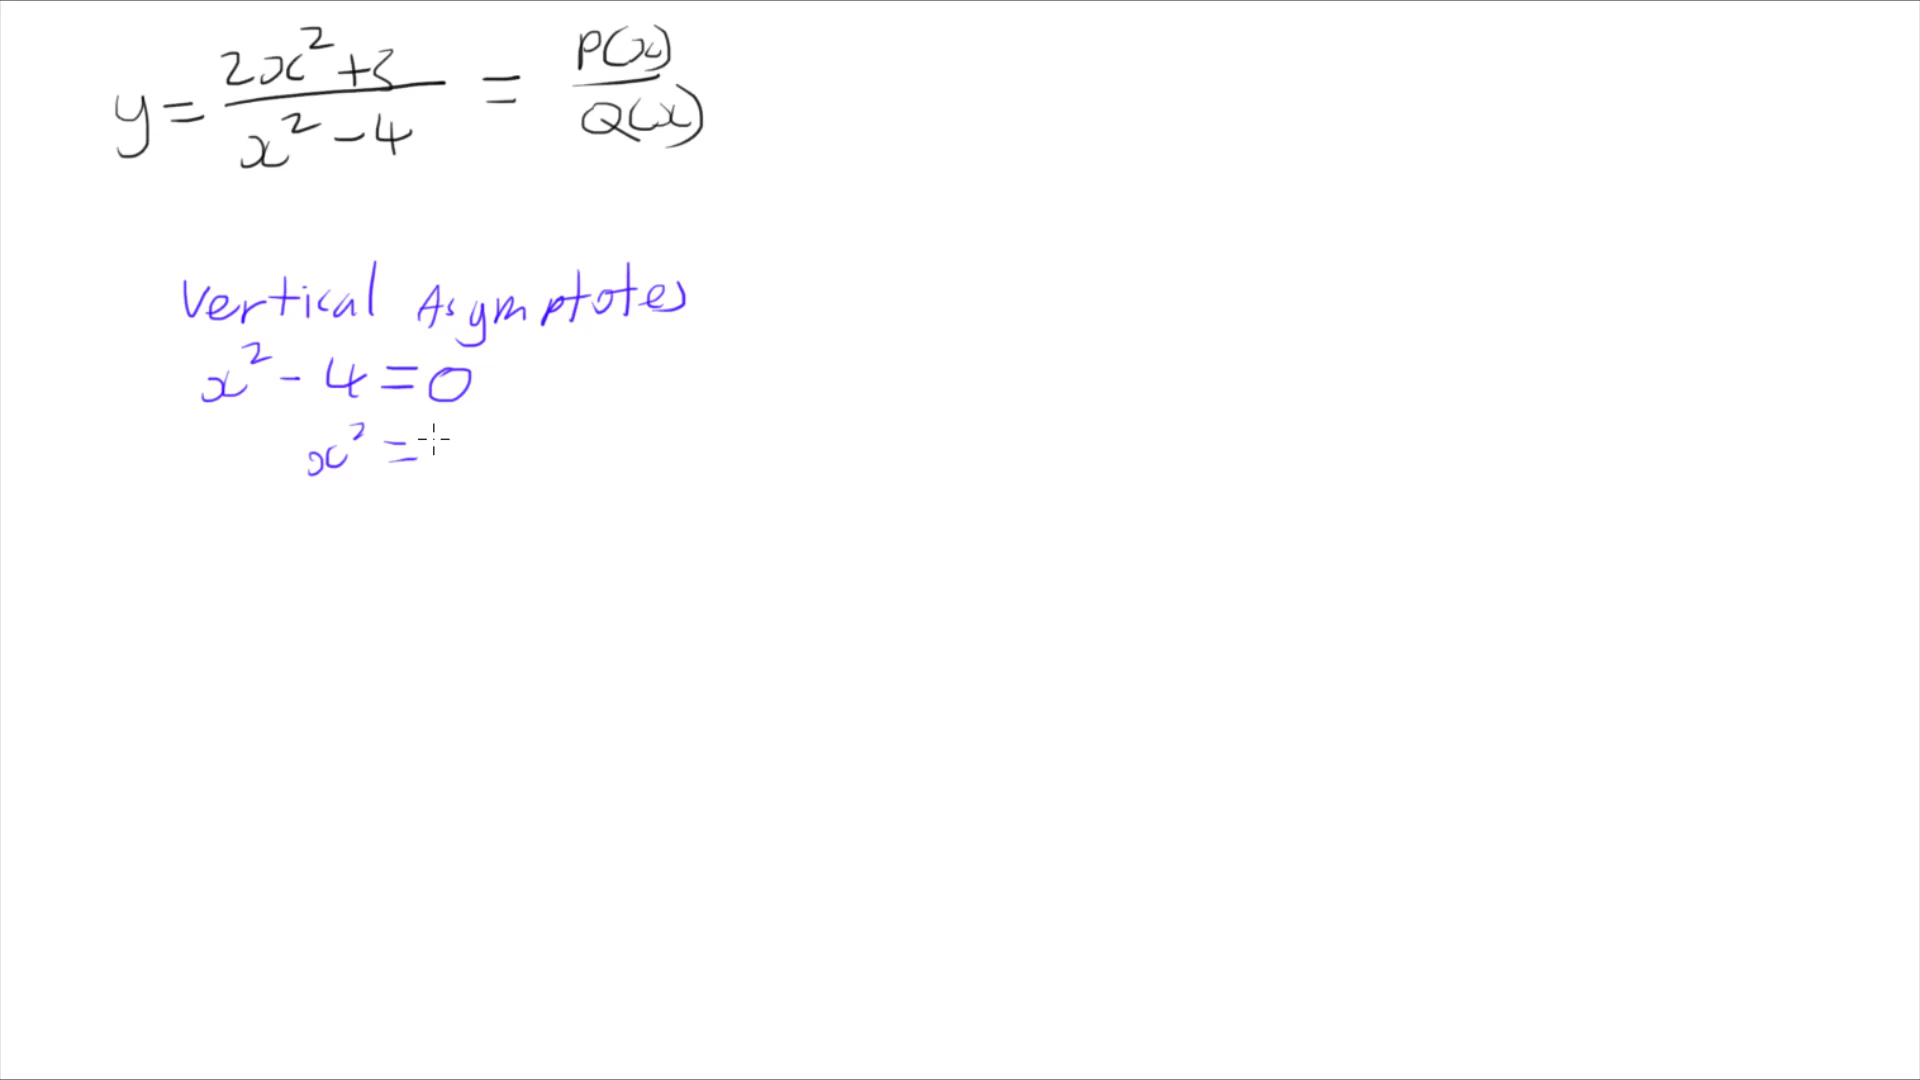 y = (2x² + 3)/(x² - 4) = P(x)/Q(x)
Vertical Asymptotes
x² - 4 = 0
x² =